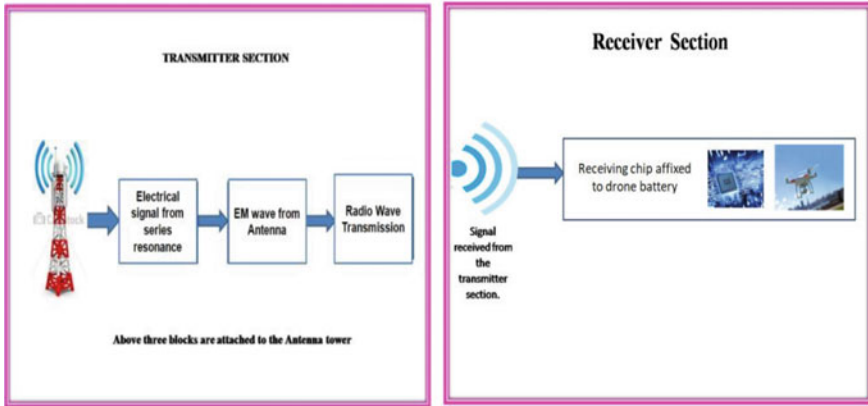 TRANSMITTER SECTION
Electrical
signal from
series
resonance
EM wave from
Antenna
Radio Wave
Transmission
Above three blocks are attached to the Antenna tower
Receiver Section
Signal
received from
the
transmitter
section.
Receiving chip affixed
to drone battery